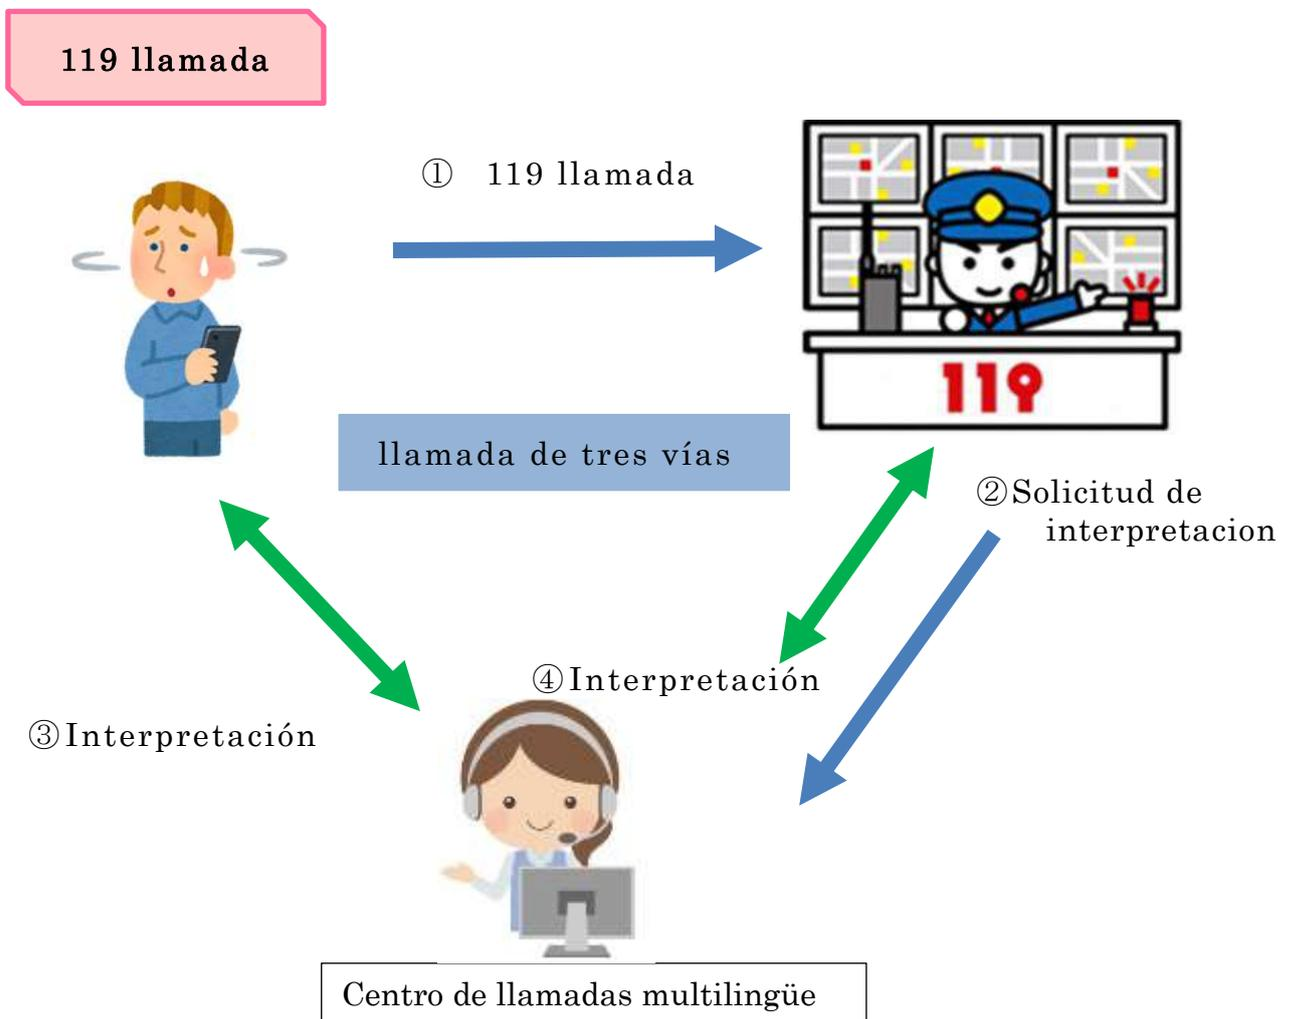 119 llamada
① 119 llamada
119
llamada de tres vías
②Solicitud de
interpretacion
④Interpretación
③Interpretación
Centro de llamadas multilingüe